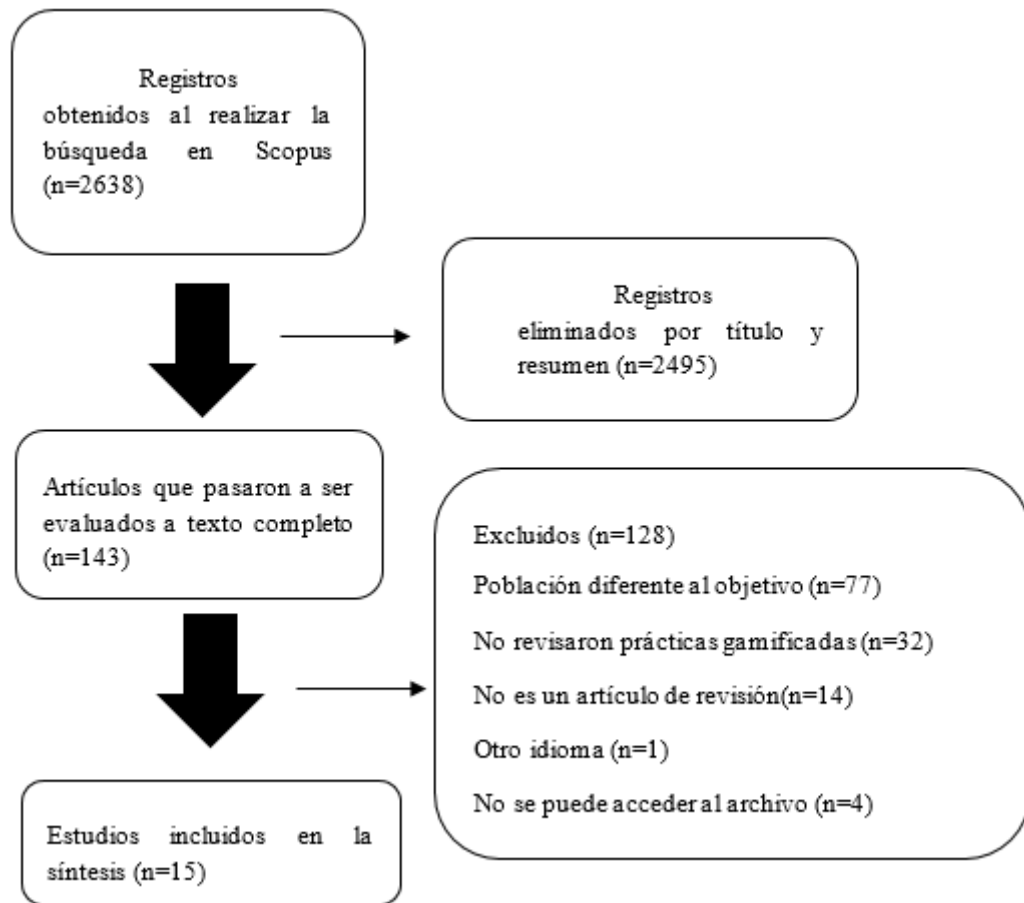 Registros
obtenidos al realizar la
búsqueda en Scopus
(n=2638)
Registros
eliminados por título y
resumen (n=2495)
Artículos que pasaron a ser
evaluados a texto completo
(n=143)
Excluidos (n=128)
Población diferente al objetivo (n=77)
No revisaron prácticas gamificadas (n=32)
No es un artículo de revisión(n=14)
Otro idioma (n=1)
No se puede acceder al archivo (n=4)
Estudios incluidos en la
síntesis (n=15)